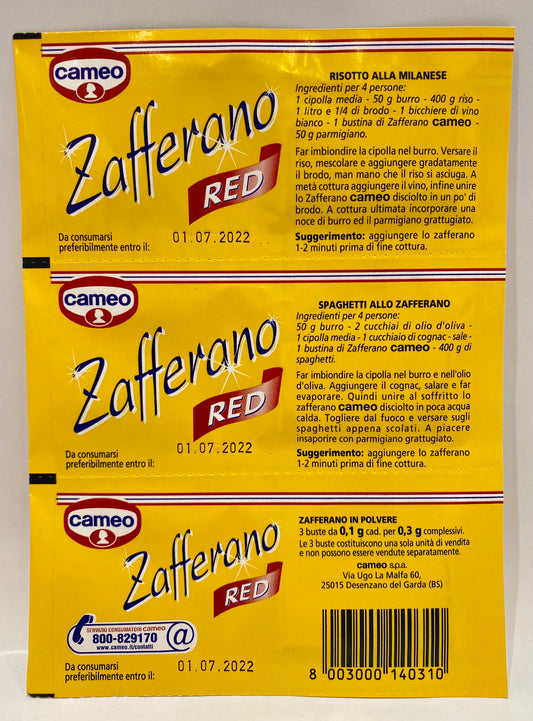 cameo
Zafferano
RED
Da consumarsi
preferibilmente entro il:
01.07.2022
RISOTTO ALLA MILANESE
Ingredienti per 4 persone:
1 cipolla media - 50 g burro - 400 g riso -
1 litro e 1/4 di brodo - 1 bicchiere di vino
bianco - 1 bustina di Zafferano cameo -
50 g parmigiano.
Far imbiondire la cipolla nel burro. Versare il
riso, mescolare e aggiungere gradatamente
il brodo, man mano che il riso si asciuga. A
metà cottura aggiungere il vino, infine unire
lo Zafferano cameo disciolto in un po' di
brodo. A cottura ultimata incorporare una
noce di burro ed il parmigiano grattugiato.
Suggerimento: aggiungere lo zafferano
1-2 minuti prima di fine cottura.
cameo
Zafferano
RED
Da consumarsi
preferibilmente entro il:
01.07.2022
SPAGHETTI ALLO ZAFFERANO
Ingredienti per 4 persone:
50 g burro - 2 cucchiai di olio d'oliva -
1 cipolla media - 1 cucchiaio di cognac - sale -
1 bustina di Zafferano cameo - 400 g di
spaghetti.
Far imbiondire la cipolla nel burro e nell'olio
d'oliva. Aggiungere il cognac, salare e far
evaporare. Quindi unire al soffritto lo
zafferano cameo disciolto in poca acqua
calda. Togliere dal fuoco e versare sugli
spaghetti appena scolati. A piacere
insaporire con parmigiano grattugiato.
Suggerimento: aggiungere lo zafferano
1-2 minuti prima di fine cottura.
cameo
Zafferano
RED
SERVIZIO CONSUMATORI cameo
800-829170
www.cameo.it/contatti
@
Da consumarsi
preferibilmente entro il:
01.07.2022
ZAFFERANO IN POLVERE
3 buste da 0,1 g cad. per 0,3 g complessivi.
Le 3 buste costituiscono una sola unità di vendita
e non possono essere vendute separatamente.
cameo s.p.a.
Via Ugo La Malfa 60,
25015 Desenzano del Garda (BS)
8 003000 140310